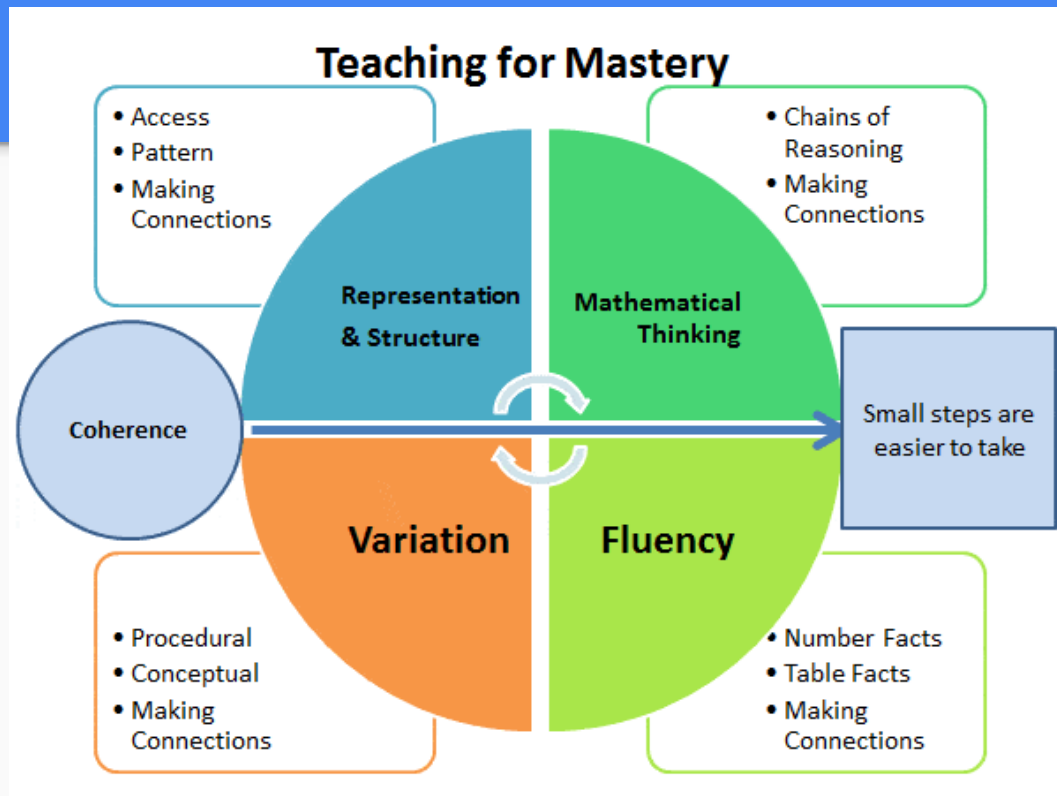 Teaching for Mastery
• Access
• Pattern
• Making
Connections
• Chains of
Reasoning
• Making
Connections
Representation
& Structure
Mathematical
Thinking
Coherence
Small steps are
easier to take
Variation
Fluency
• Procedural
• Conceptual
• Making
Connections
• Number Facts
• Table Facts
• Making
Connections